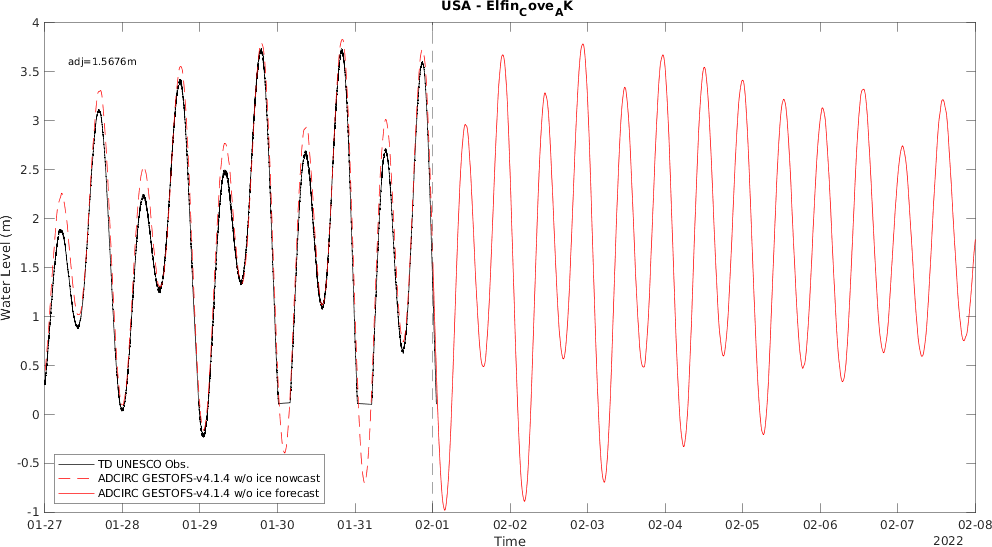 USA - Elfin_Cove_AK
adj=1.5676m
Water Level (m)
4
3.5
3
2.5
2
1.5
1
0.5
0
-0.5
-1
TD UNESCO Obs.
ADCIRC GESTOFS-v4.1.4 w/o ice nowcast
ADCIRC GESTOFS-v4.1.4 w/o ice forecast
01-27 01-28 01-29 01-30 01-31 02-01 02-02 02-03 02-04 02-05 02-06 02-07 02-08
Time
2022